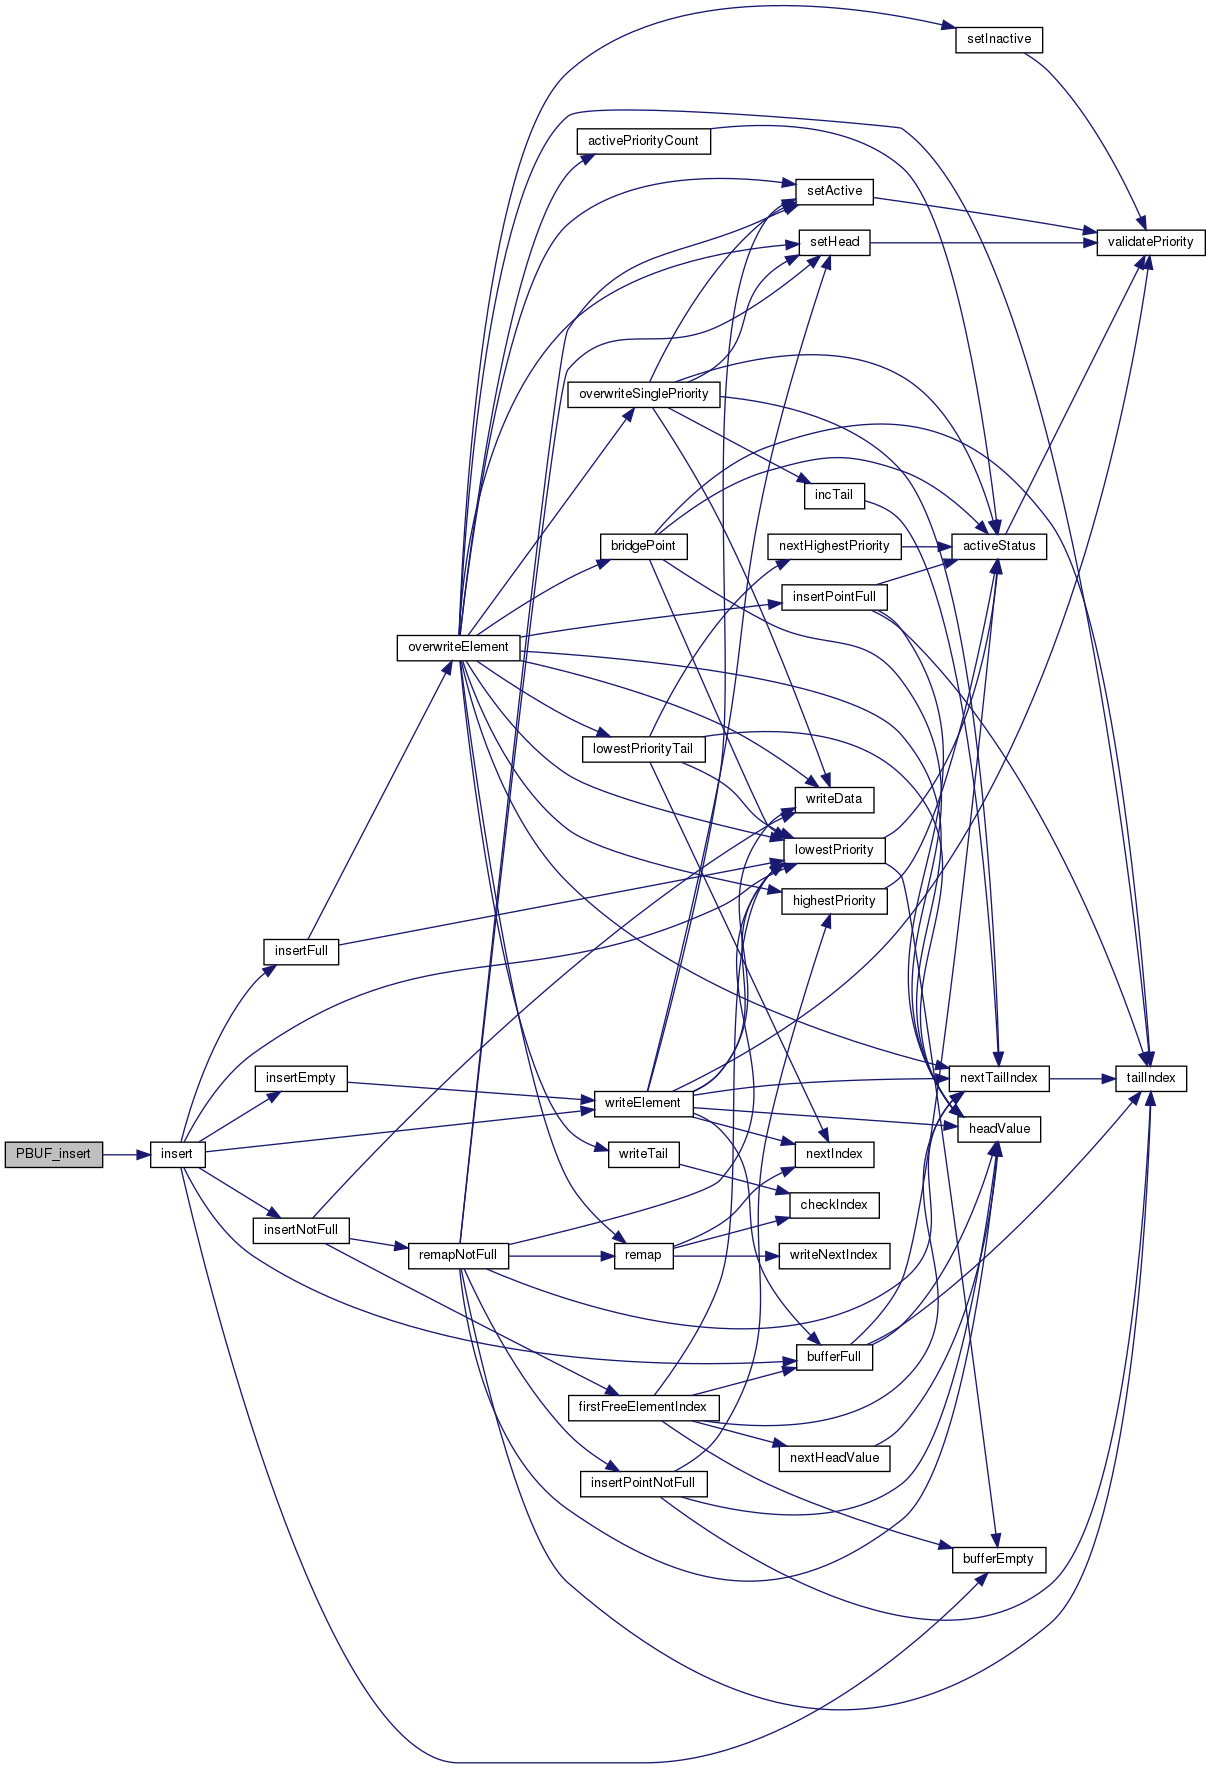 setInactive
activePriorityCount
setActive
setHead
validatePriority
overwriteSinglePriority
incTail
bridgePoint
nextHighestPriority
activeStatus
insertPointFull
overwriteElement
lowestPriorityTail
writeData
lowestPriority
highestPriority
insertFull
insertEmpty
nextTailIndex
tailIndex
writeElement
headValue
PBUF_insert
insert
writeTail
nextIndex
checkIndex
insertNotFull
remapNotFull
remap
writeNextIndex
bufferFull
firstFreeElementIndex
nextHeadValue
insertPointNotFull
bufferEmpty